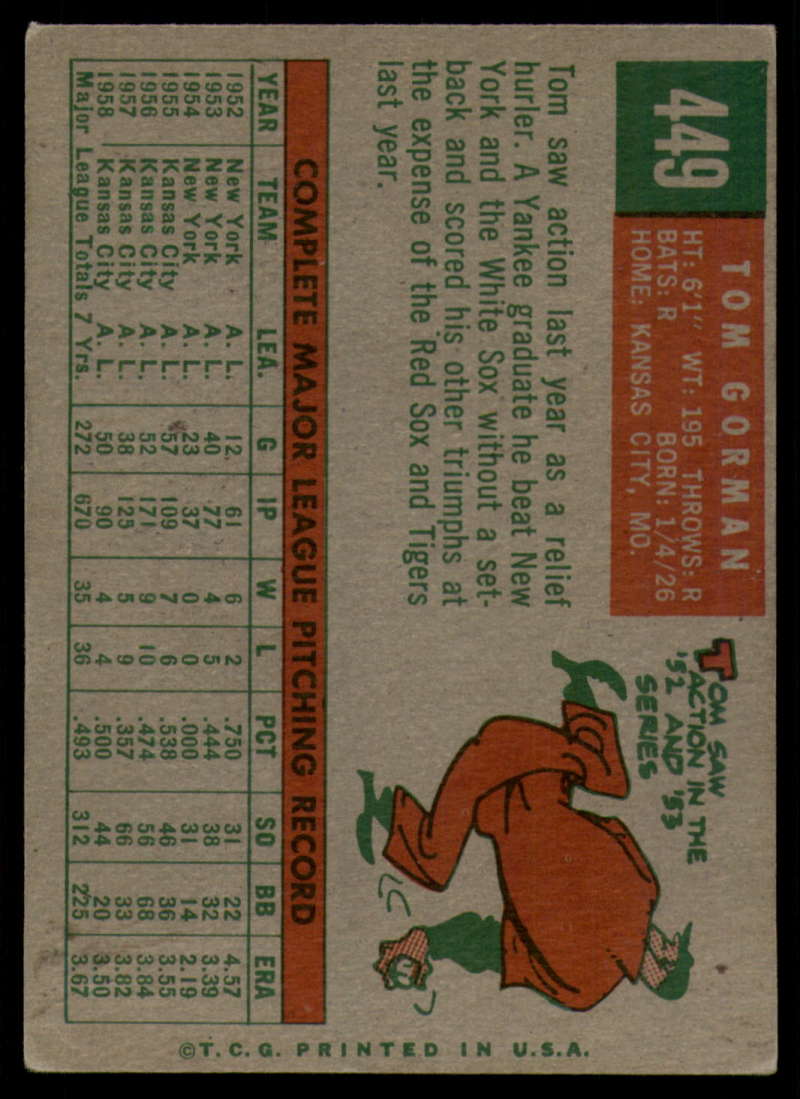 449
TOM GORMAN
HT: 6'1" WT: 195 THROWS: R
BATS: R BORN: 1/4/26
HOME: KANSAS CITY, MO.
Tom saw action last year as a relief
hurler. A Yankee graduate he beat New
York and the White Sox without a set-
back and scored his other triumphs at
the expense of the Red Sox and Tigers
last year.
TOM SAW
ACTION IN THE
'52 AND '53
SERIES
COMPLETE MAJOR LEAGUE PITCHING RECORD
YEAR TEAM LEA. G IP W L PCT SO BB ERA
1952 New York A. L. 12 61 6 2 .750 31 22 4.57
1953 New York A. L. 40 77 4 5 .444 38 32 3.39
1954 New York A. L. 23 37 0 0 .000 31 14 2.19
1955 Kansas City A. L. 57 109 7 6 .538 46 36 3.55
1956 Kansas City A. L. 52 171 9 10 .474 56 68 3.84
1957 Kansas City A. L. 38 125 5 9 .357 66 33 3.82
1958 Kansas City A. L. 50 90 4 4 .500 44 20 3.50
Major League Totals 7 Yrs. 272 670 35 36 .493 312 225 3.67
©T.C.G. PRINTED IN U.S.A.